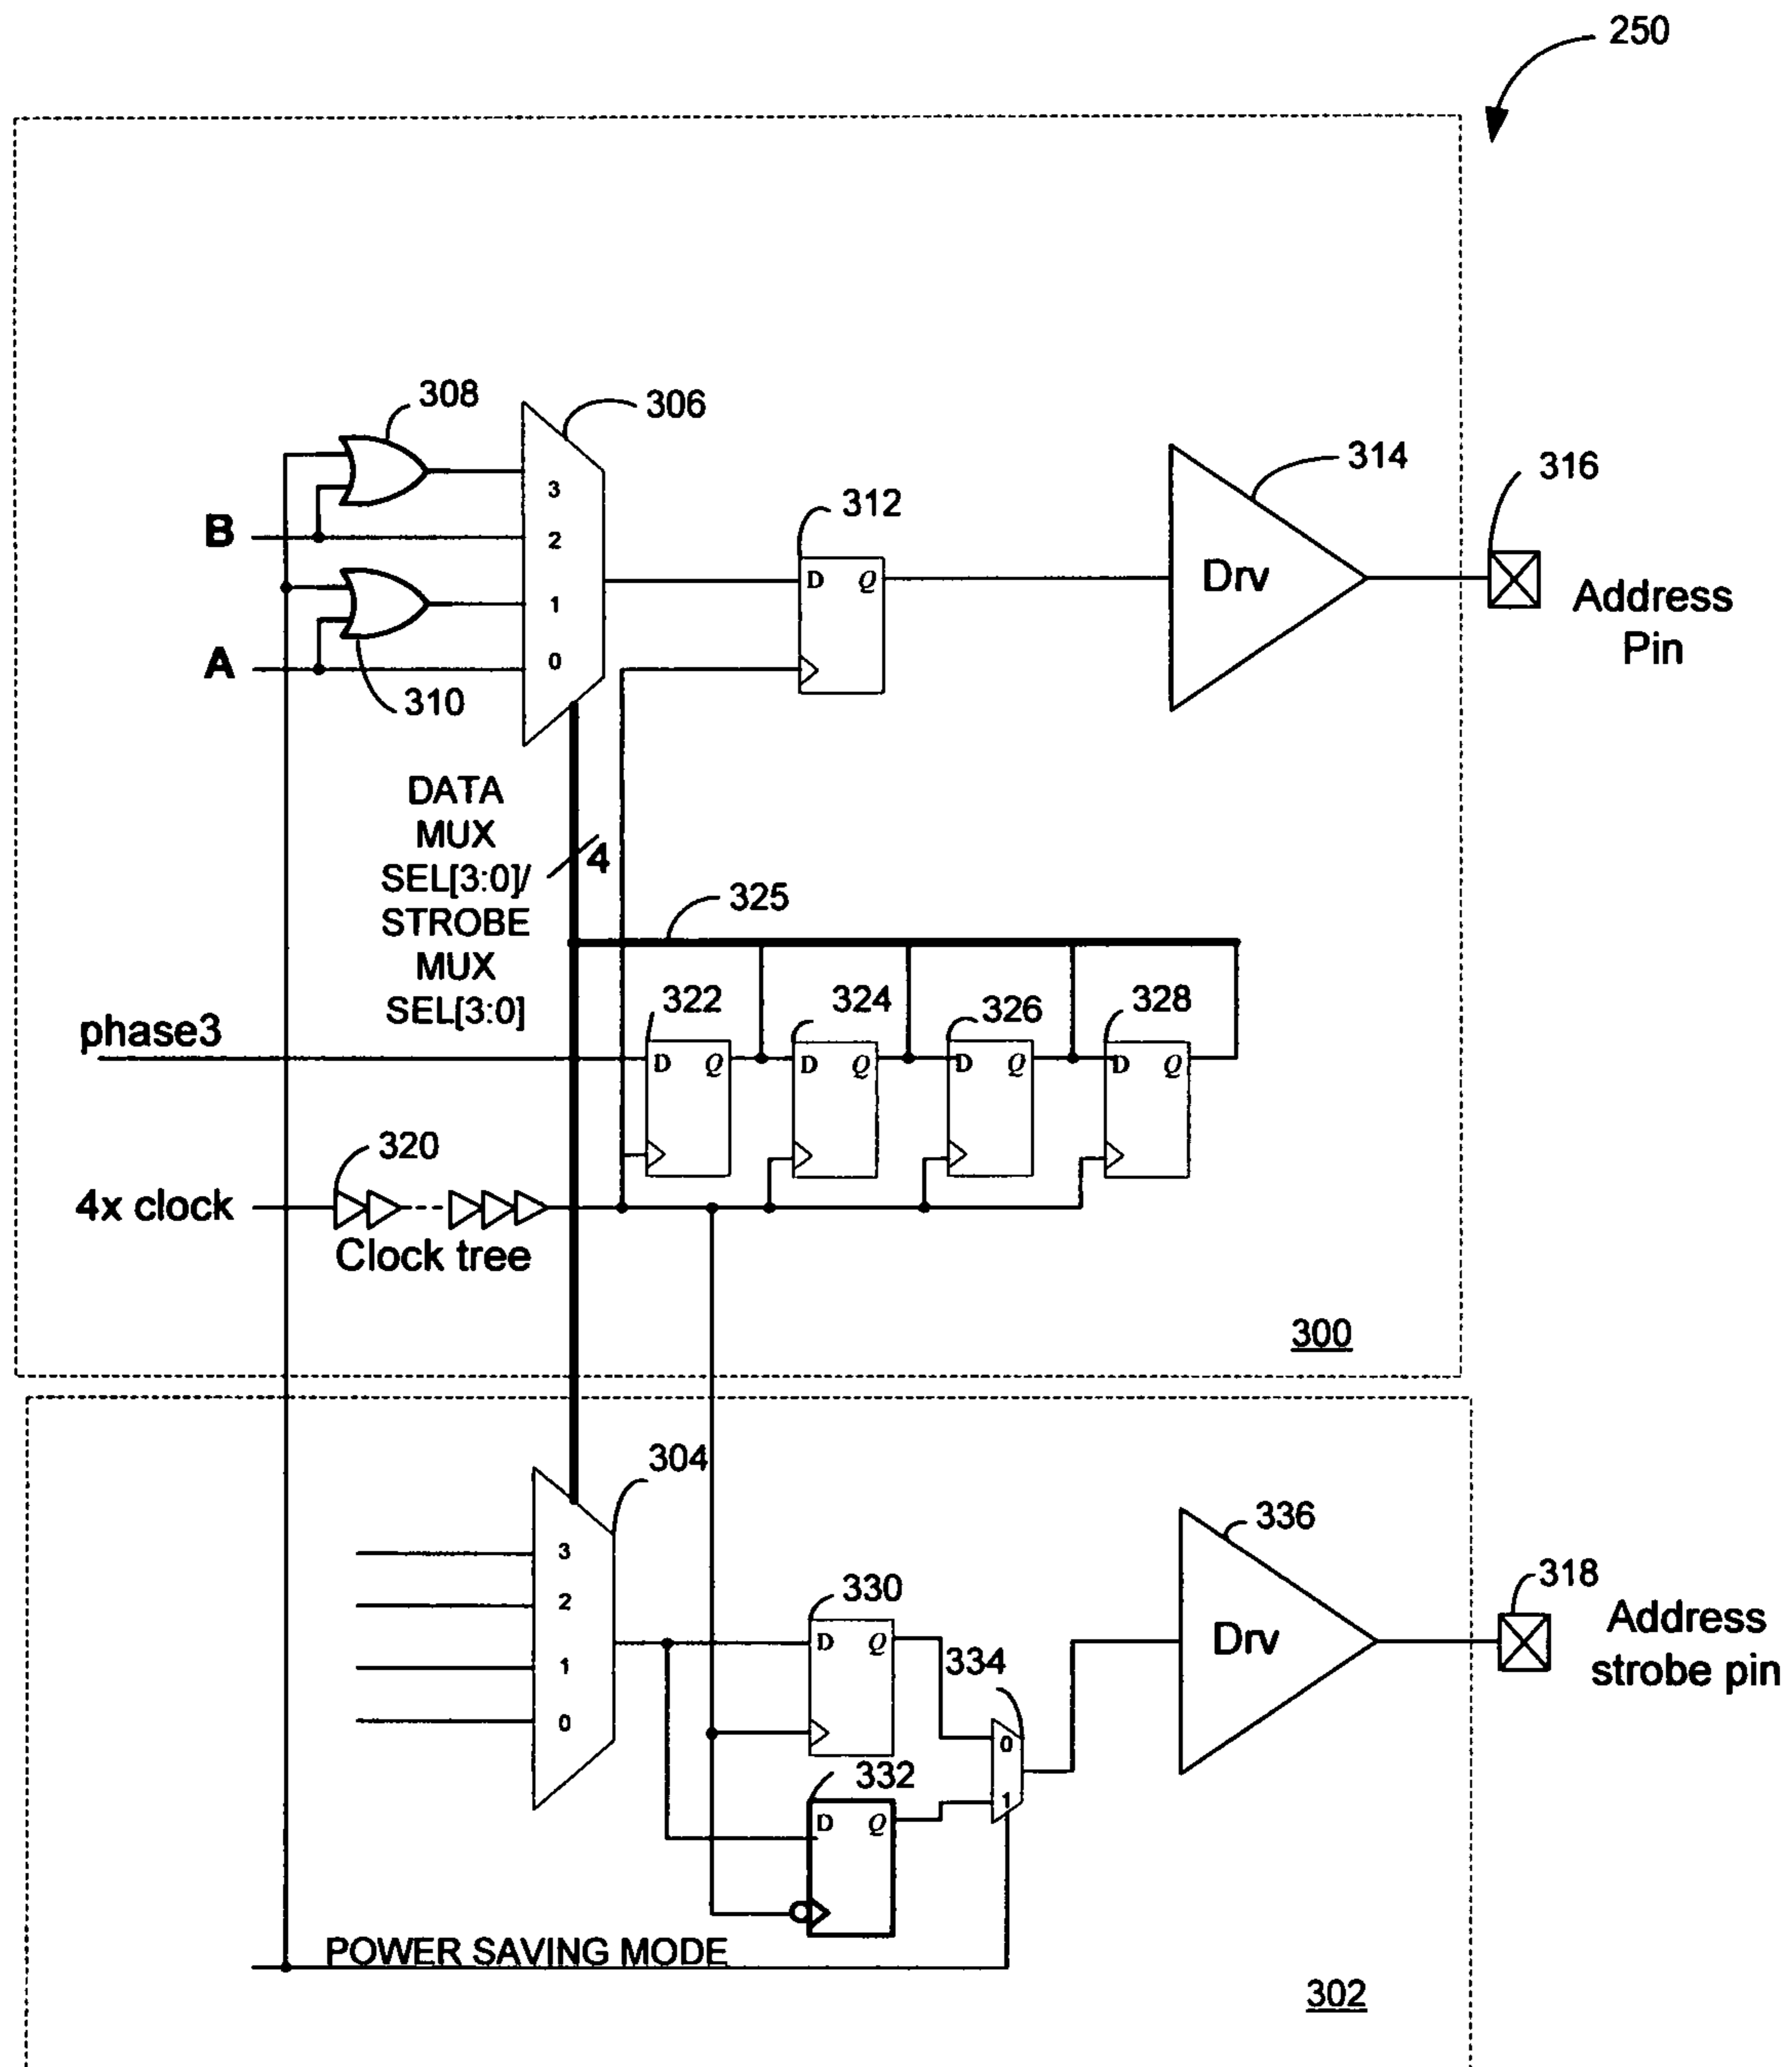 250
308
306
314
316
312
B
3
2
1
0
D Q
Drv
Address
Pin
A
310
DATA
MUX
SEL[3:0]/
STROBE
MUX
SEL[3:0]
4
325
322
324
326
328
phase3
D Q
D Q
D Q
D Q
320
4x clock
Clock tree
300
304
336
318
330
3
2
1
0
D Q
334
Drv
Address
strobe pin
0
1
332
D Q
POWER SAVING MODE
302